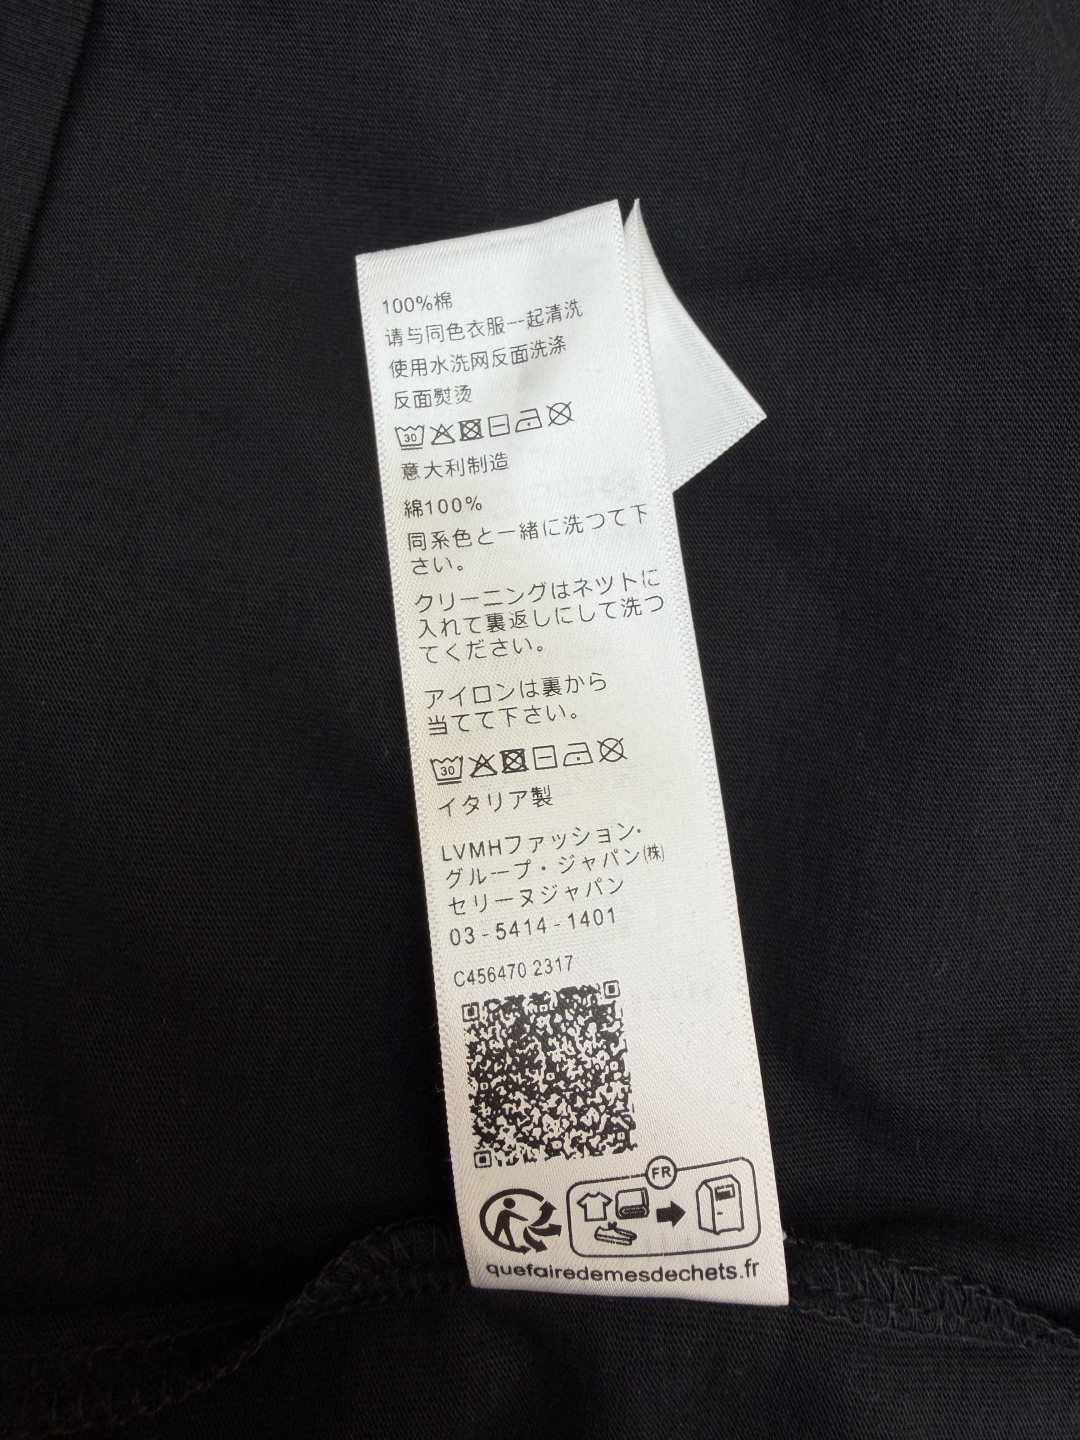 100%棉
请与同色衣服一起清洗
使用水洗网反面洗涤
反面熨烫
30
意大利制造
綿100%
同系色と一緒に洗つて下
さい。
クリーニングはネツトに
入れて裏返しにして洗つ
てください。
アイロンは裏から
当てて下さい。
30
イタリア製
LVMHファッション・
グループ・ジャパン㈱
セリーヌジャパン
03-5414-1401
C456470 2317
FR
quefairedemesdechets.fr